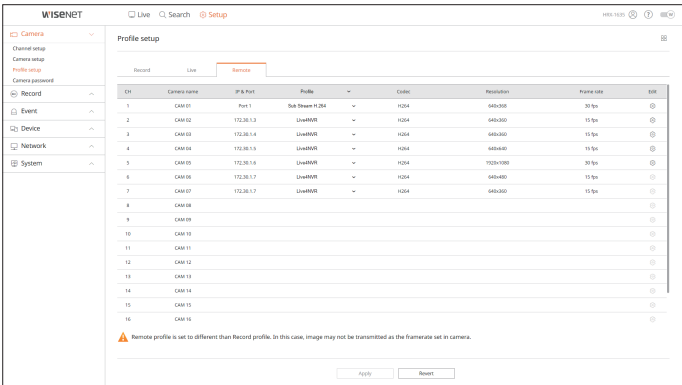 WISENET
Live Search Setup
HRX-1635
Camera
Channel setup
Camera setup
Profile setup
Camera password
Record
Event
Device
Network
System
Profile setup
Record Live Remote
CH Camera name IP & Port Profile Codec Resolution Frame rate Edit
1 CAM 01 Port 1 Sub Stream H.264 H264 640x368 30 fps
2 CAM 02 172.30.1.3 Live4NVR H264 640x360 15 fps
3 CAM 03 172.30.1.4 Live4NVR H264 640x360 15 fps
4 CAM 04 172.30.1.5 Live4NVR H264 640x640 15 fps
5 CAM 05 172.30.1.6 Live4NVR H264 1920x1080 30 fps
6 CAM 06 172.30.1.7 Live4NVR H264 640x480 15 fps
7 CAM 07 172.30.1.7 Live4NVR H264 640x360 15 fps
8 CAM 08
9 CAM 09
10 CAM 10
11 CAM 11
12 CAM 12
13 CAM 13
14 CAM 14
15 CAM 15
16 CAM 16
Remote profile is set to different than Record profile. In this case, image may not be transmitted as the framerate set in camera.
Apply Revert